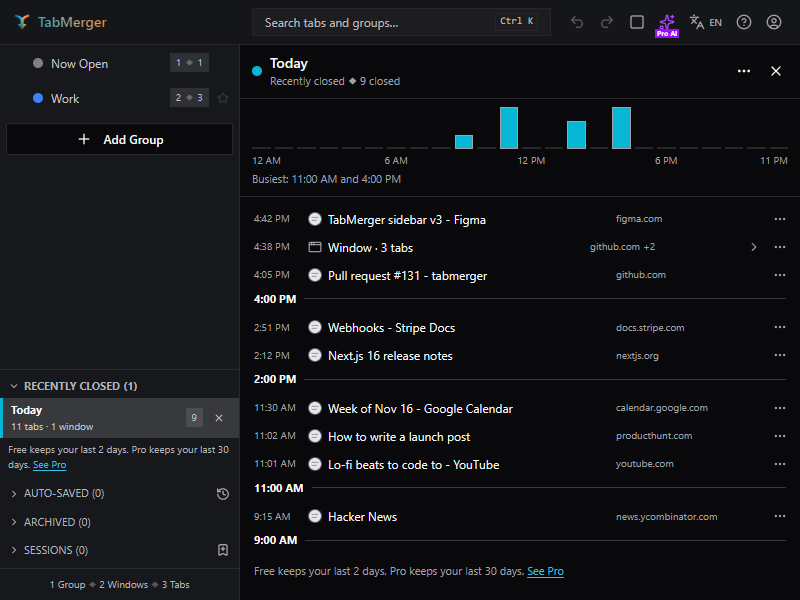 TabMerger
Search tabs and groups...
Ctrl K
Pro AI
EN
Now Open
1 ◆ 1
Work
2 ◆ 3
+ Add Group
RECENTLY CLOSED (1)
Today
11 tabs · 1 window
9
Free keeps your last 2 days. Pro keeps your last 30
days. See Pro
AUTO-SAVED (0)
ARCHIVED (0)
SESSIONS (0)
1 Group ◆ 2 Windows ◆ 3 Tabs
Today
Recently closed ◆ 9 closed
12 AM 6 AM 12 PM 6 PM 11 PM
Busiest: 11:00 AM and 4:00 PM
4:42 PM TabMerger sidebar v3 - Figma figma.com
4:38 PM Window · 3 tabs github.com +2
4:05 PM Pull request #131 - tabmerger github.com
4:00 PM
2:51 PM Webhooks - Stripe Docs docs.stripe.com
2:12 PM Next.js 16 release notes nextjs.org
2:00 PM
11:30 AM Week of Nov 16 - Google Calendar calendar.google.com
11:02 AM How to write a launch post producthunt.com
11:01 AM Lo-fi beats to code to - YouTube youtube.com
11:00 AM
9:15 AM Hacker News news.ycombinator.com
9:00 AM
Free keeps your last 2 days. Pro keeps your last 30 days. See Pro